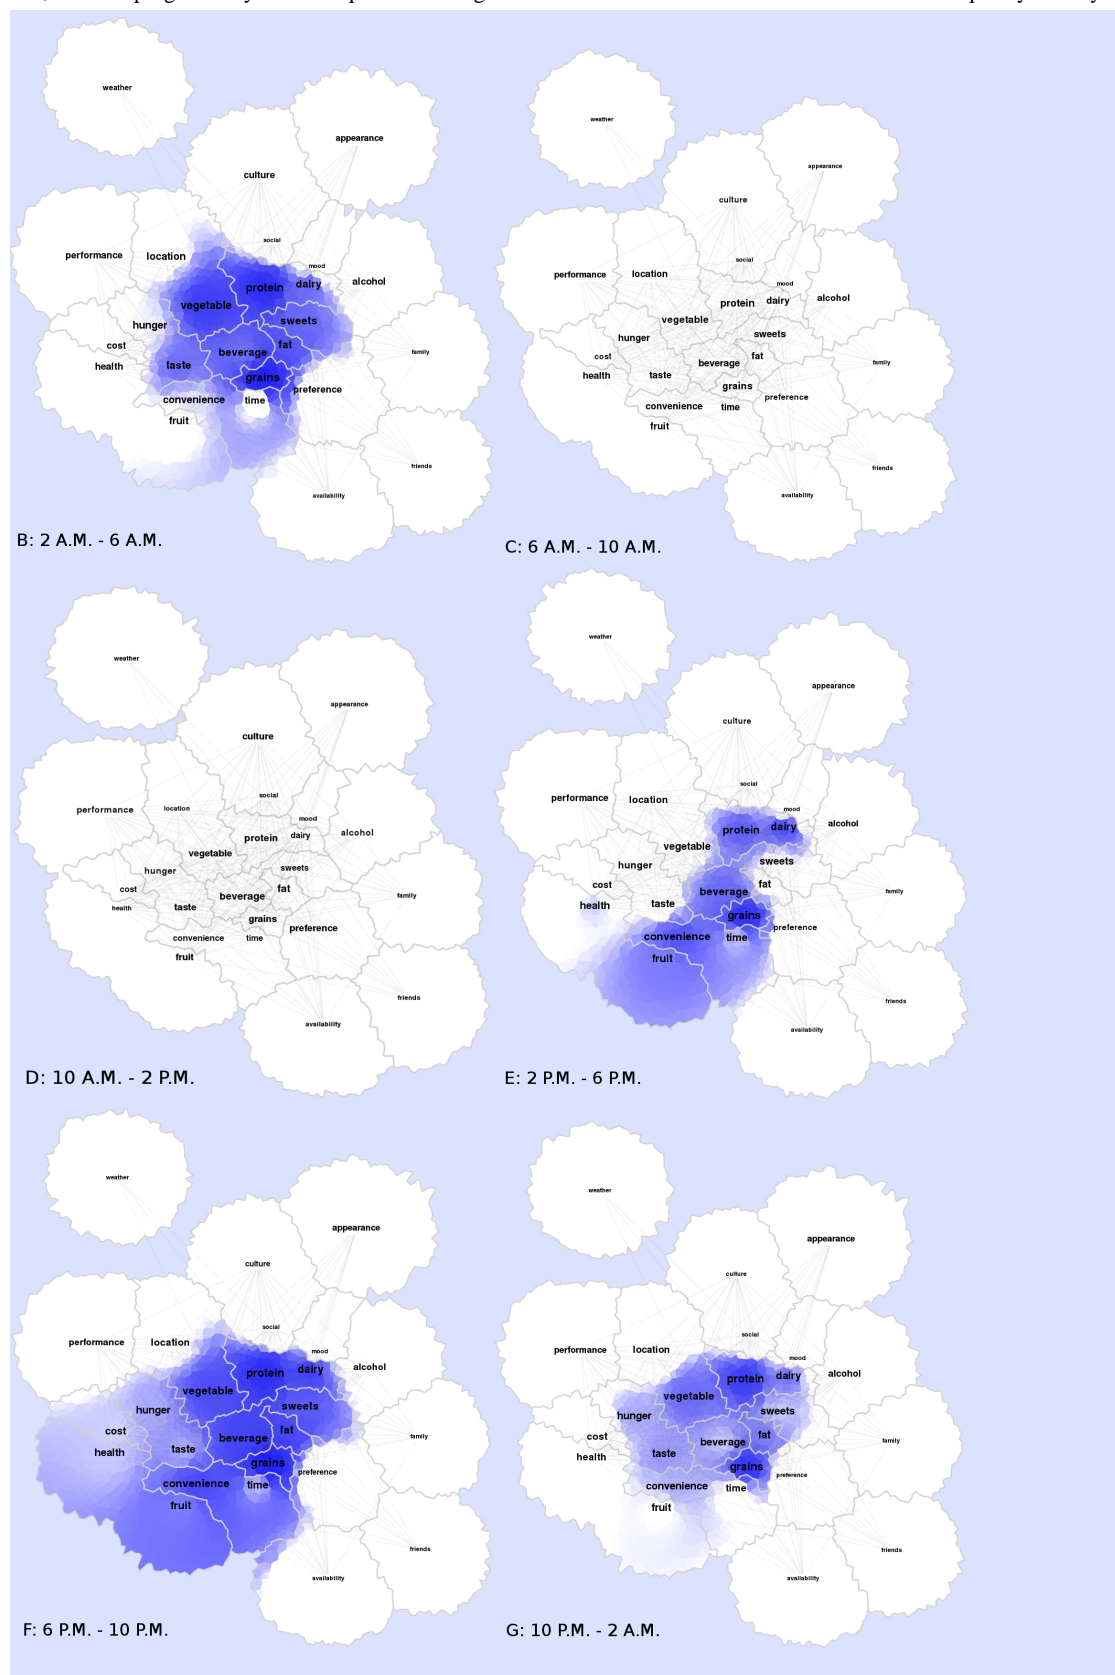 weather
appearance
culture
social
mood
performance
location
protein
dairy
alcohol
vegetable
sweets
hunger
cost
beverage
fat
family
health
taste
grains
preference
convenience
time
fruit
friends
availability
B: 2 A.M. - 6 A.M.
weather
appearance
culture
social
performance
location
mood
protein
dairy
alcohol
vegetable
hunger
sweets
cost
beverage
fat
family
health
taste
grains
preference
convenience
time
fruit
friends
availability
C: 6 A.M. - 10 A.M.
weather
appearance
culture
social
performance
location
mood
protein
dairy
alcohol
vegetable
hunger
sweets
cost
beverage
fat
family
health
taste
grains
preference
convenience
time
fruit
friends
availability
D: 10 A.M. - 2 P.M.
weather
appearance
culture
social
performance
location
mood
protein
dairy
alcohol
vegetable
hunger
sweets
cost
beverage
fat
family
health
taste
grains
preference
convenience
time
fruit
friends
availability
E: 2 P.M. - 6 P.M.
weather
appearance
culture
social
performance
location
mood
protein
dairy
alcohol
vegetable
hunger
sweets
cost
beverage
fat
family
health
taste
grains
preference
convenience
time
fruit
friends
availability
F: 6 P.M. - 10 P.M.
weather
appearance
culture
social
performance
location
mood
protein
dairy
alcohol
vegetable
hunger
sweets
cost
beverage
fat
family
health
taste
grains
preference
convenience
time
fruit
friends
availability
G: 10 P.M. - 2 A.M.